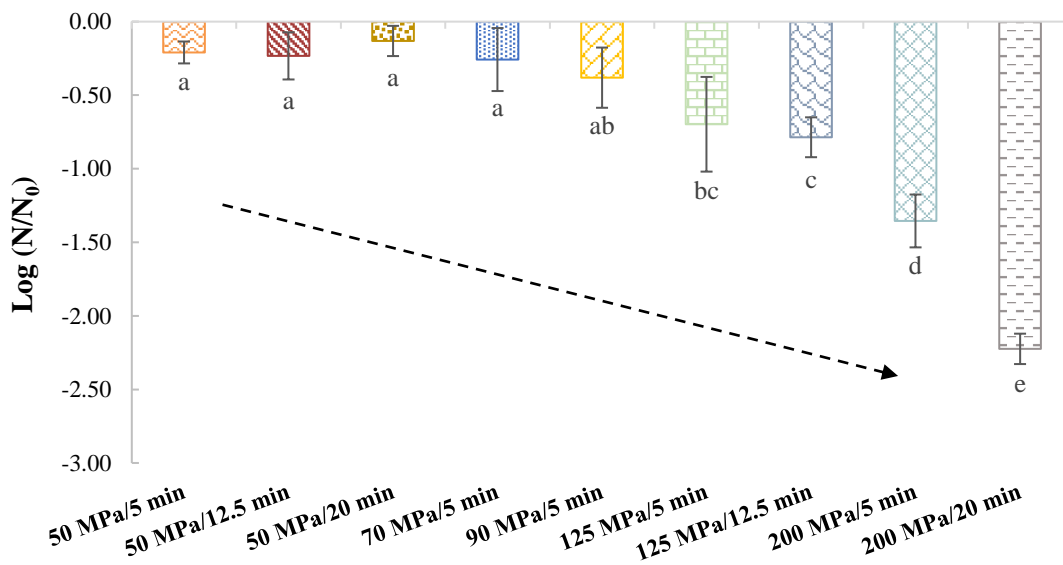 0.00
-0.50
-1.00
-1.50
-2.00
-2.50
-3.00
Log (N/N₀)
a
a
a
a
ab
bc
c
d
e
50 MPa/5 min
50 MPa/12.5 min
50 MPa/20 min
70 MPa/5 min
90 MPa/5 min
125 MPa/5 min
125 MPa/12.5 min
200 MPa/5 min
200 MPa/20 min